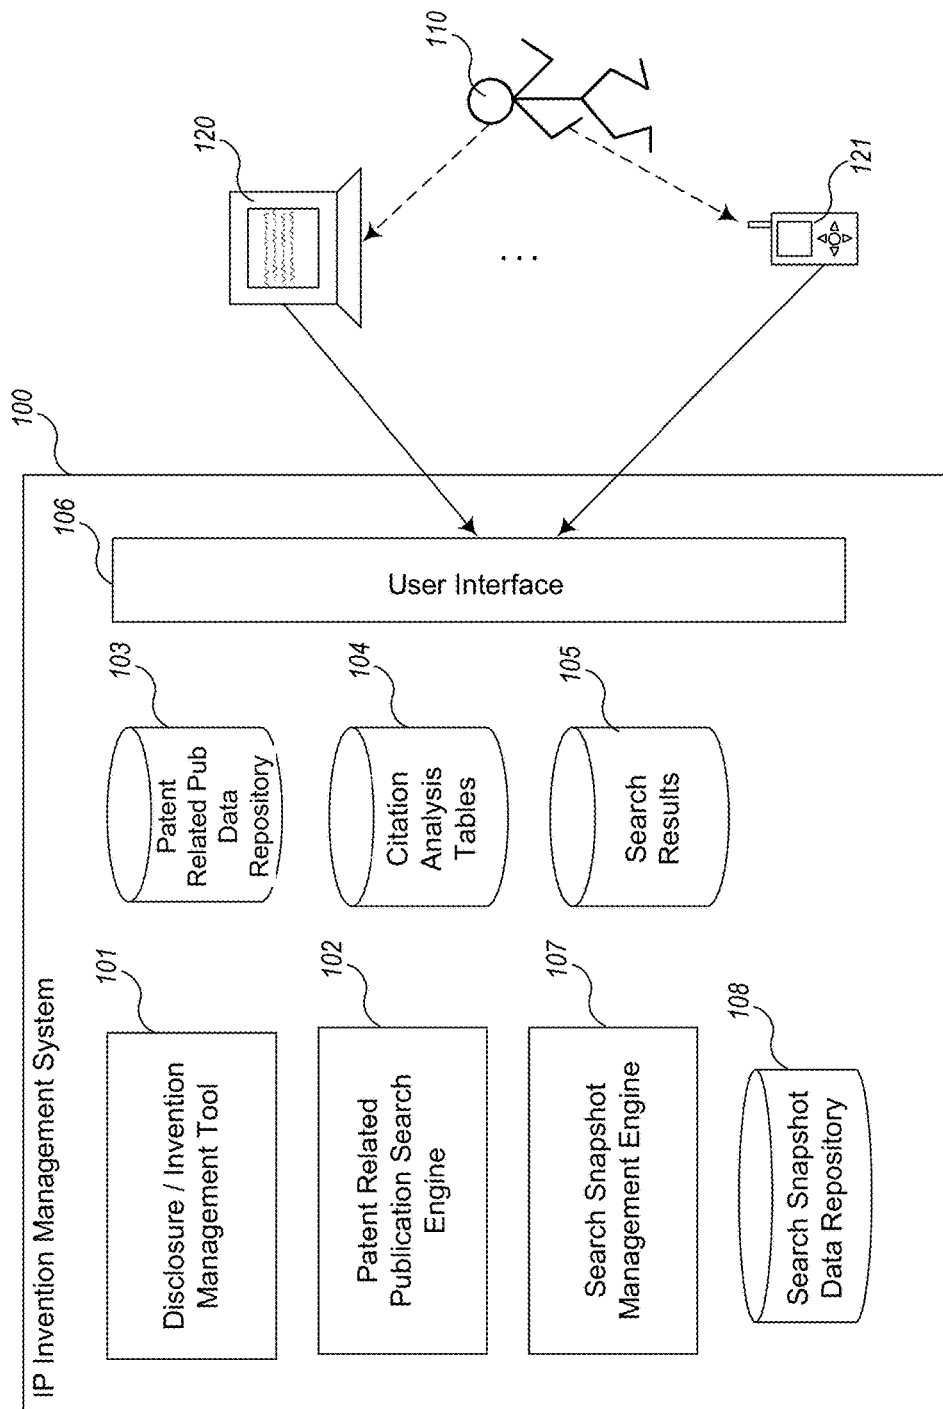 IP Invention Management System
100
101
Disclosure / Invention
Management Tool
102
Patent Related
Publication Search
Engine
107
Search Snapshot
Management Engine
108
Search Snapshot
Data Repository
103
Patent
Related Pub
Data
Repository
104
Citation
Analysis
Tables
105
Search
Results
106
User Interface
120
. . .
110
121